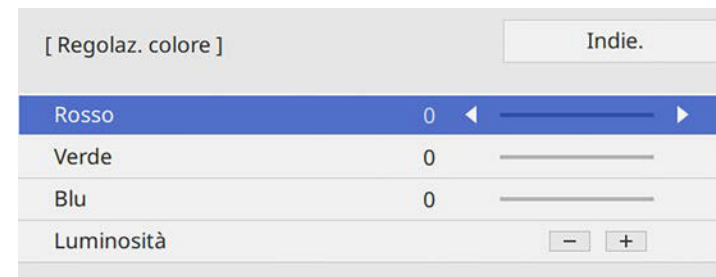 [ Regolaz. colore ]
Indie.
Rosso 0
Verde 0
Blu 0
Luminosità − +